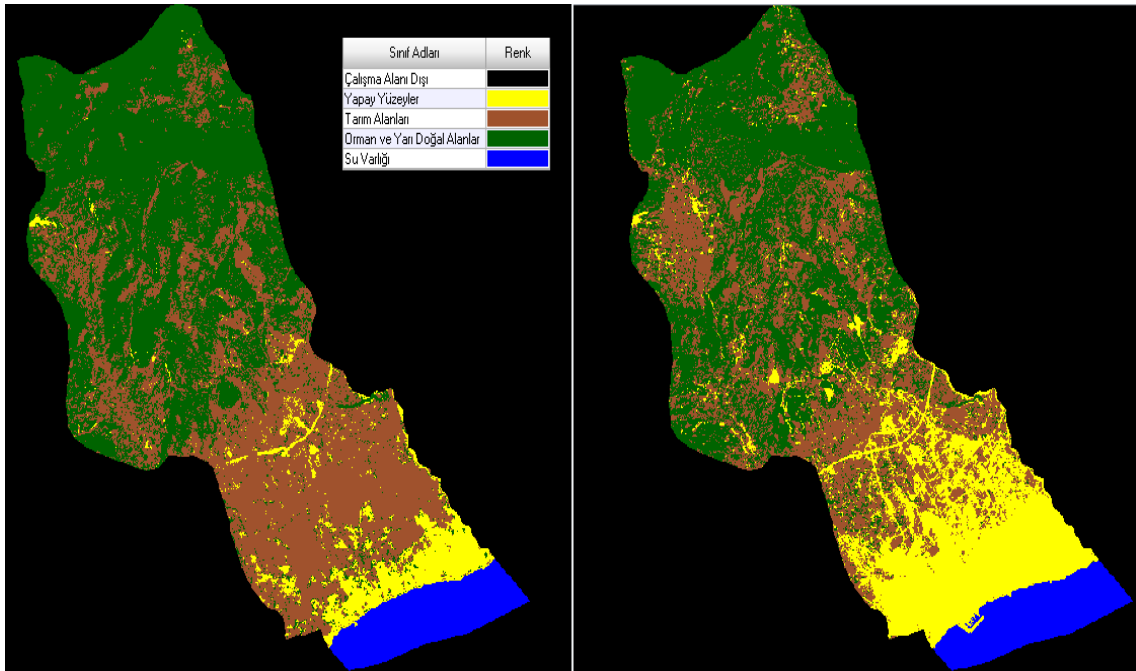 Sınıf Adları Renk
Çalışma Alanı Dışı
Yapay Yüzeyler
Tarım Alanları
Orman ve Yarı Doğal Alanlar
Su Varlığı